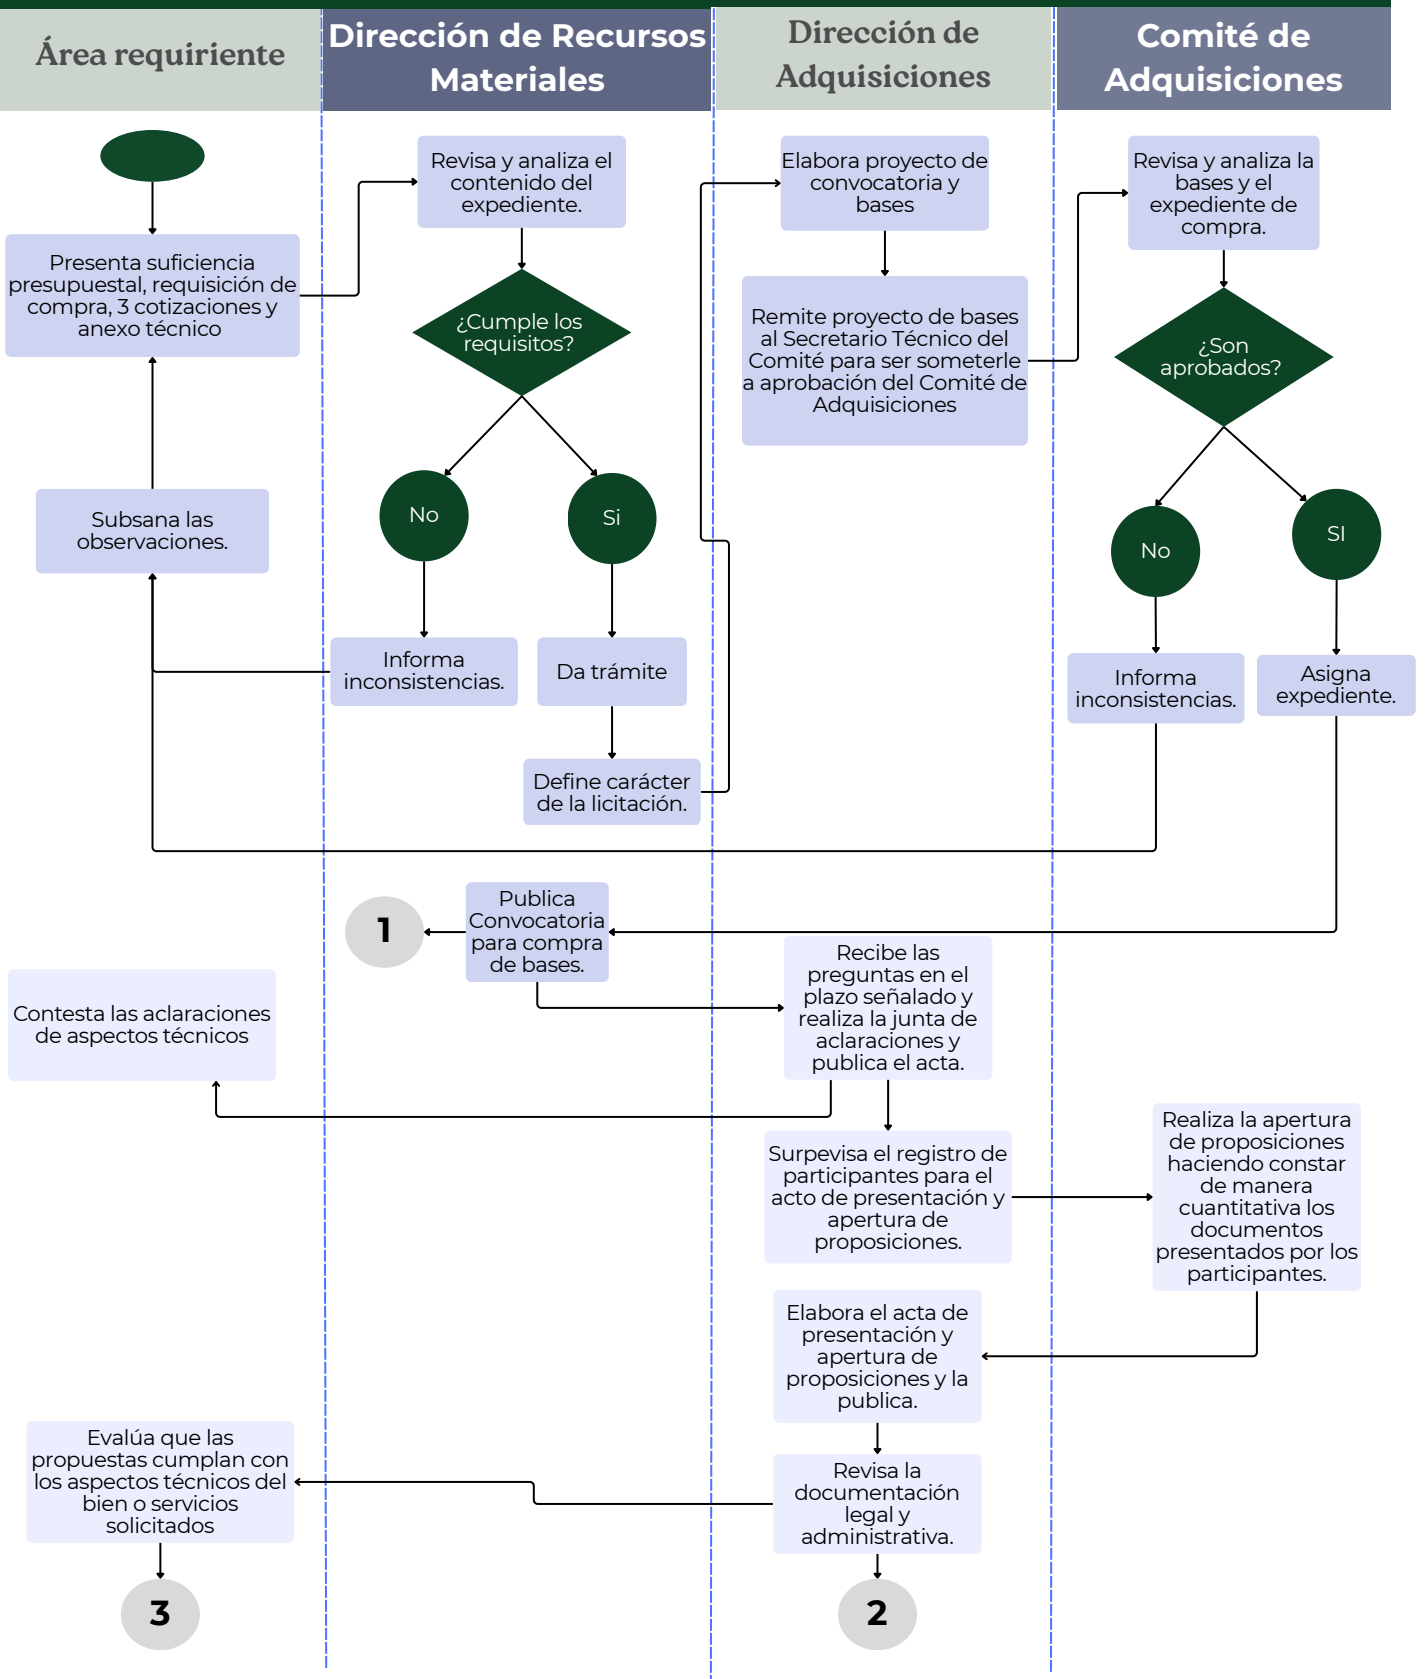 Área requiriente
Dirección de Recursos
Materiales
Dirección de
Adquisiciones
Comité de
Adquisiciones
Presenta suficiencia
presupuestal, requisición de
compra, 3 cotizaciones y
anexo técnico
Subsana las
observaciones.
Revisa y analiza el
contenido del
expediente.
¿Cumple los
requisitos?
No
Si
Informa
inconsistencias.
Da trámite
Define carácter
de la licitación.
Elabora proyecto de
convocatoria y
bases
Remite proyecto de bases
al Secretario Técnico del
Comité para ser someterle
a aprobación del Comité de
Adquisiciones
Revisa y analiza la
bases y el
expediente de
compra.
¿Son
aprobados?
No
SI
Informa
inconsistencias.
Asigna
expediente.
1
Publica
Convocatoria
para compra
de bases.
Recibe las
preguntas en el
plazo señalado y
realiza la junta de
aclaraciones y
publica el acta.
Contesta las aclaraciones
de aspectos técnicos
Surpevisa el registro de
participantes para el
acto de presentación y
apertura de
proposiciones.
Realiza la apertura
de proposiciones
haciendo constar
de manera
cuantitativa los
documentos
presentados por los
participantes.
Elabora el acta de
presentación y
apertura de
proposiciones y la
publica.
Revisa la
documentación
legal y
administrativa.
Evalúa que las
propuestas cumplan con
los aspectos técnicos del
bien o servicios
solicitados
3
2